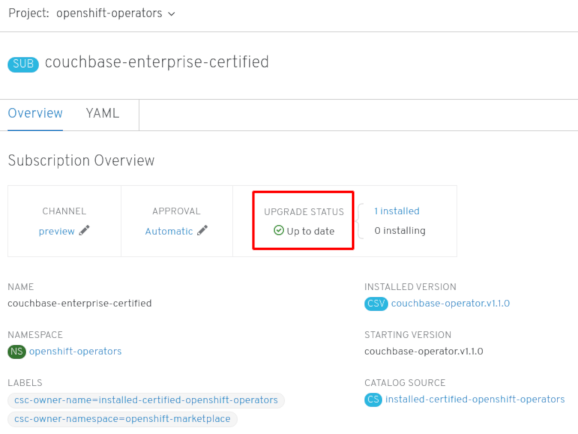 Project: openshift-operators
SUB couchbase-enterprise-certified
Overview YAML
Subscription Overview
CHANNEL APPROVAL UPGRADE STATUS 1 installed
preview Automatic Up to date 0 installing
NAME INSTALLED VERSION
couchbase-enterprise-certified CSV couchbase-operator.v1.1.0
NAMESPACE STARTING VERSION
NS openshift-operators couchbase-operator.v1.1.0
LABELS CATALOG SOURCE
csc-owner-name=installed-certified-openshift-operators CS installed-certified-openshift-operators
csc-owner-namespace=openshift-marketplace